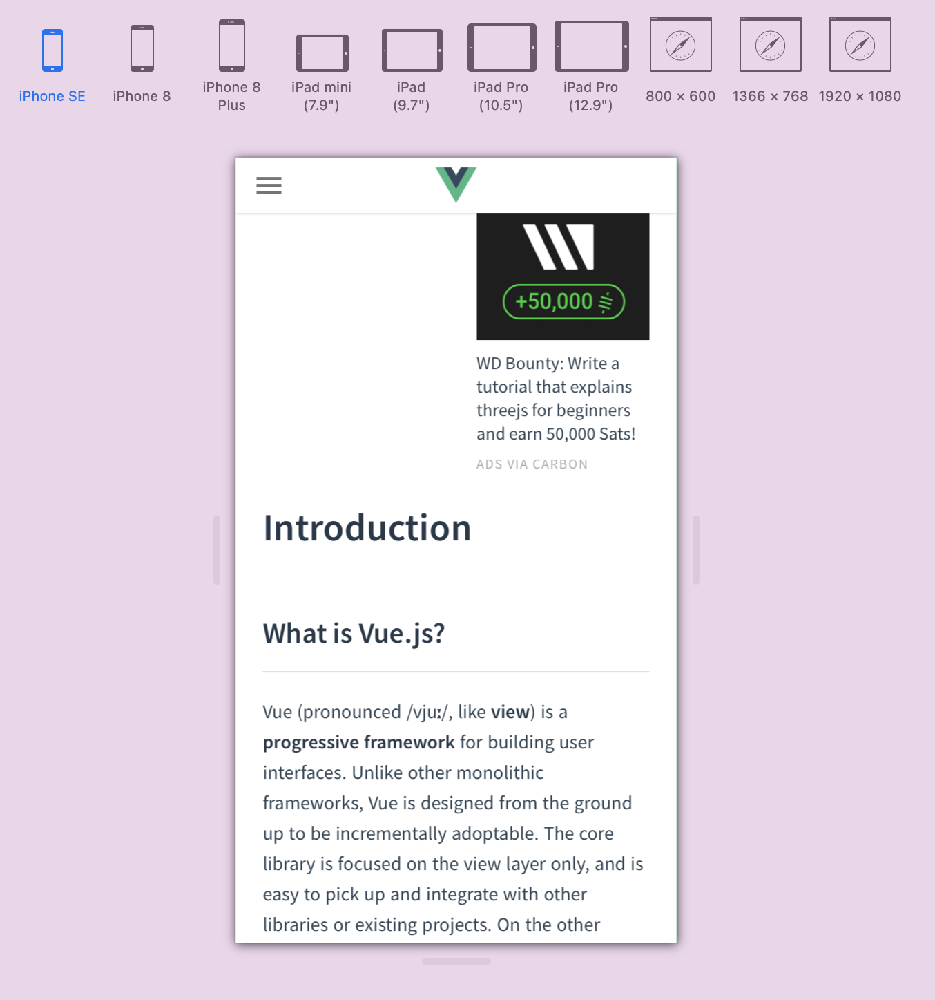 iPhone SE
iPhone 8
iPhone 8
Plus
iPad mini
(7.9")
iPad
(9.7")
iPad Pro
(10.5")
iPad Pro
(12.9")
800 × 600
1366 × 768
1920 × 1080
+50,000
WD Bounty: Write a
tutorial that explains
threejs for beginners
and earn 50,000 Sats!
ADS VIA CARBON
Introduction
What is Vue.js?
Vue (pronounced /vjuː/, like view) is a
progressive framework for building user
interfaces. Unlike other monolithic
frameworks, Vue is designed from the ground
up to be incrementally adoptable. The core
library is focused on the view layer only, and is
easy to pick up and integrate with other
libraries or existing projects. On the other